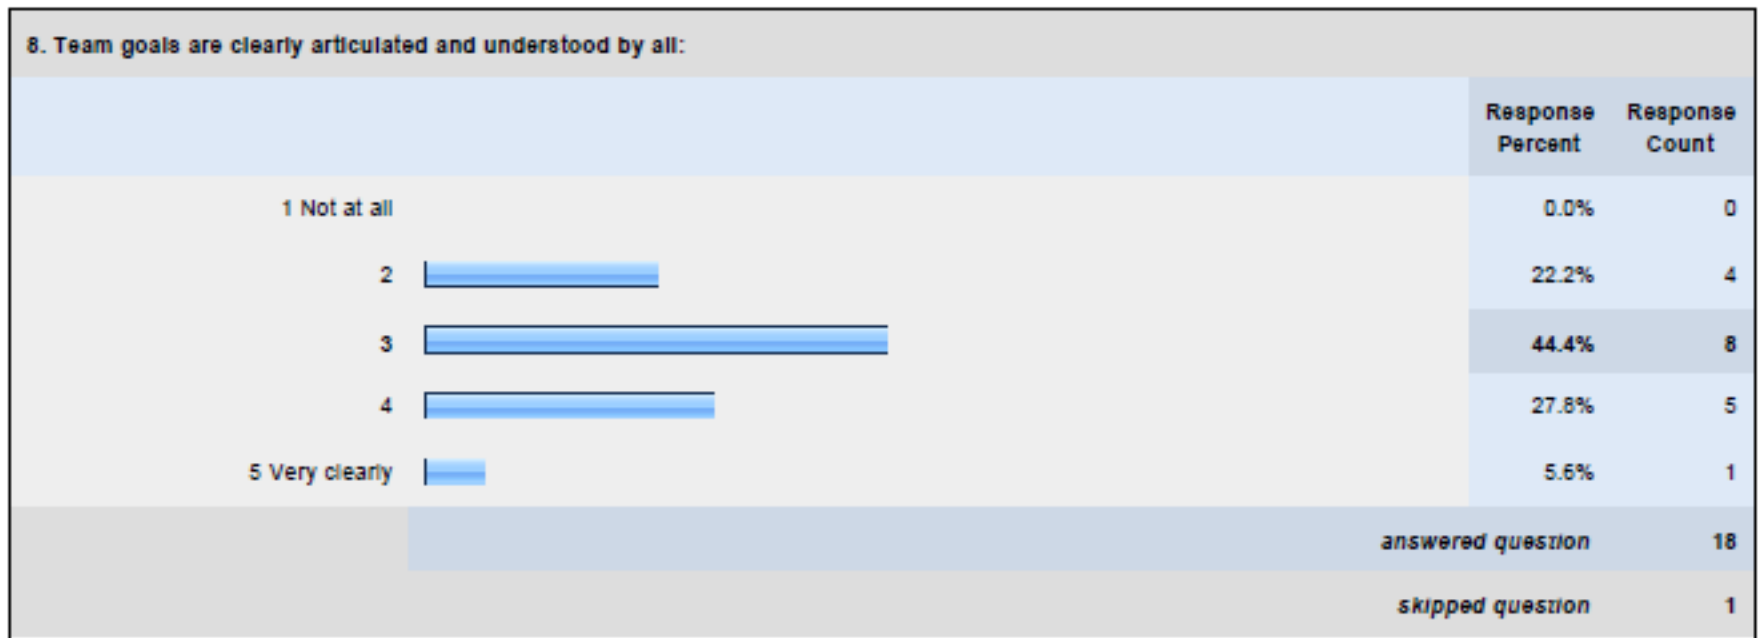 8. Team goals are clearly articulated and understood by all:
Response Percent Response Count
1 Not at all 0.0% 0
2 22.2% 4
3 44.4% 8
4 27.8% 5
5 Very clearly 5.6% 1
answered question 18
skipped question 1